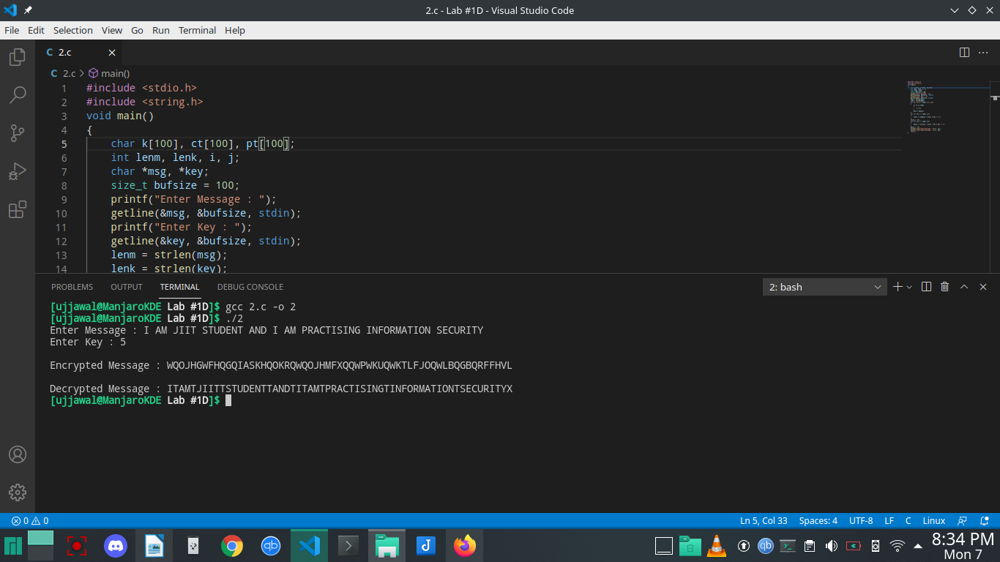 2.c - Lab #1D - Visual Studio Code
File Edit Selection View Go Run Terminal Help
C 2.c
C 2.c > main()
1 #include <stdio.h>
2 #include <string.h>
3 void main()
4 {
5 char k[100], ct[100], pt[100];
6 int lenm, lenk, i, j;
7 char *msg, *key;
8 size_t bufsize = 100;
9 printf("Enter Message : ");
10 getline(&msg, &bufsize, stdin);
11 printf("Enter Key : ");
12 getline(&key, &bufsize, stdin);
13 lenm = strlen(msg);
14 lenk = strlen(key);
PROBLEMS OUTPUT TERMINAL DEBUG CONSOLE 2: bash
[ujjawal@ManjaroKDE Lab #1D]$ gcc 2.c -o 2
[ujjawal@ManjaroKDE Lab #1D]$ ./2
Enter Message : I AM JIIT STUDENT AND I AM PRACTISING INFORMATION SECURITY
Enter Key : 5
Encrypted Message : WQOJHGWFHQGQIASKHQOKRQWQOJHMFXQQWPWKUQWKTLFJOQWLBQGBQRFFHVL
Decrypted Message : ITAMTJIITTSTUDENTTANDTITAMTPRACTISINGTINFORMATIONTSECURITYX
[ujjawal@ManjaroKDE Lab #1D]$
0 0 Ln 5, Col 33 Spaces: 4 UTF-8 LF C Linux
8:34 PM
Mon 7